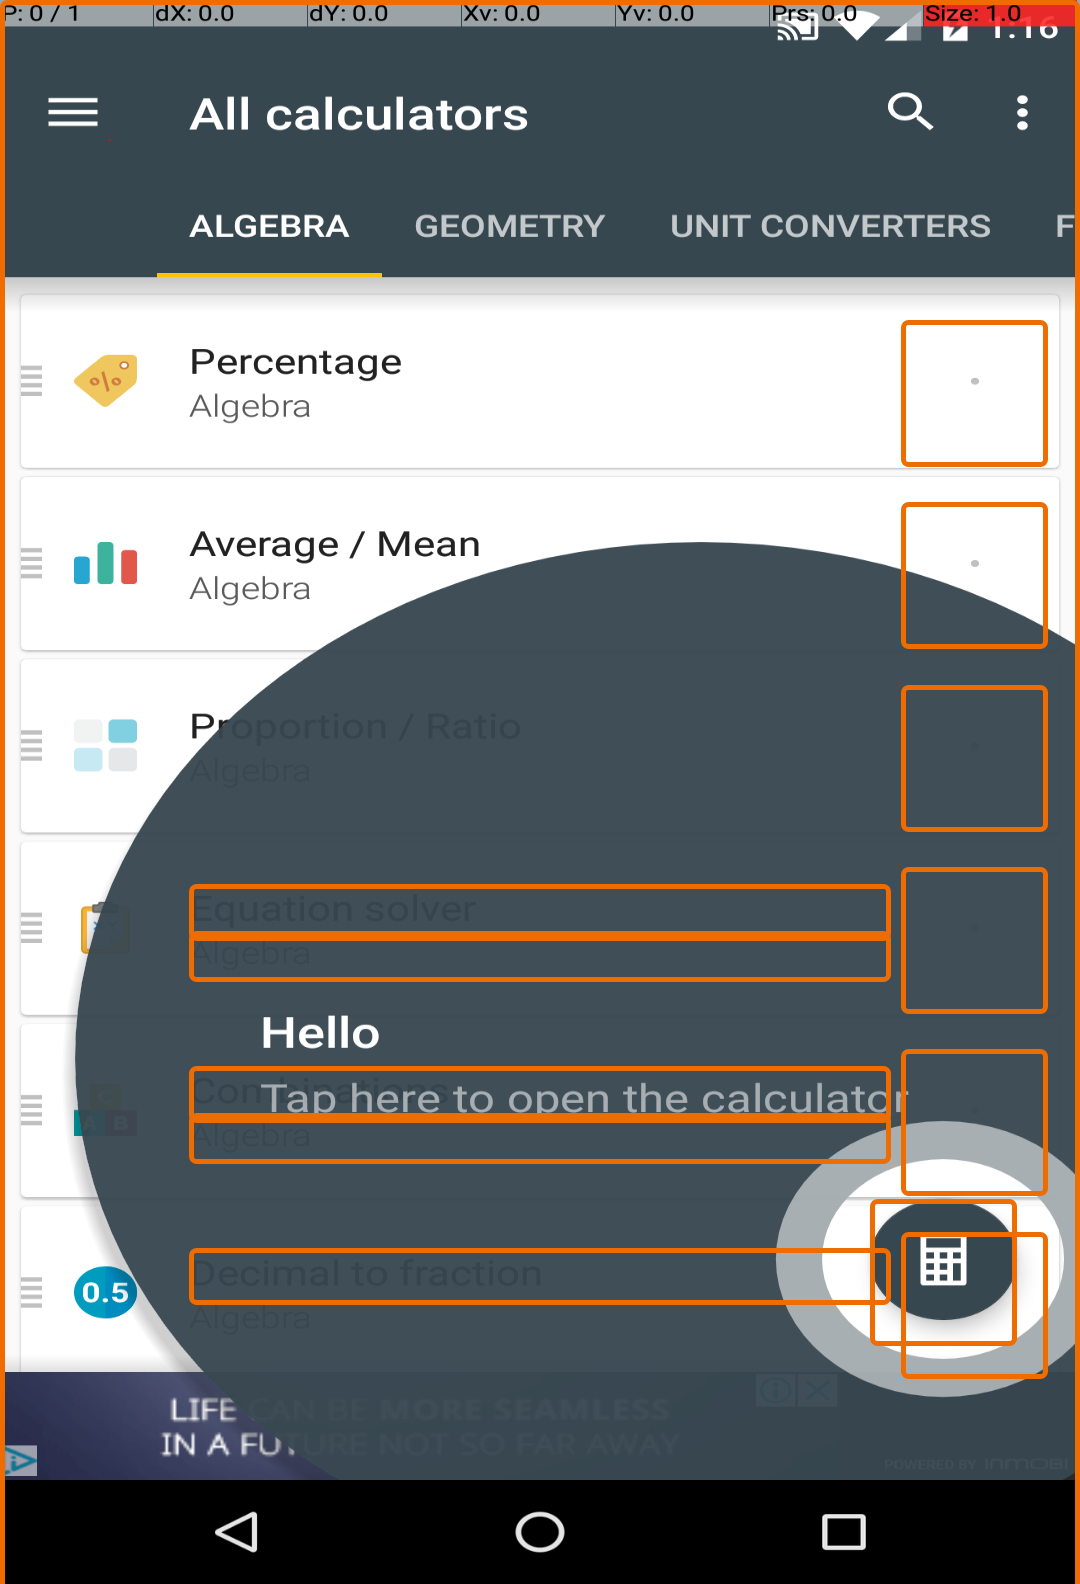 P: 0 / 1 dX: 0.0 dY: 0.0 Xv: 0.0 Yv: 0.0 Prs: 0.0 Size: 1.0
1:16
All calculators
ALGEBRA GEOMETRY UNIT CONVERTERS F
Percentage
Algebra
Average / Mean
Algebra
Proportion / Ratio
Algebra
Equation solver
Algebra
Hello
Combinations
Tap here to open the calculator
C
A B
Algebra
Decimal to fraction
0.5
Algebra
LIFE CAN BE MORE SEAMLESS
IN A FUTURE NOT SO FAR AWAY
POWERED BY INMOBI